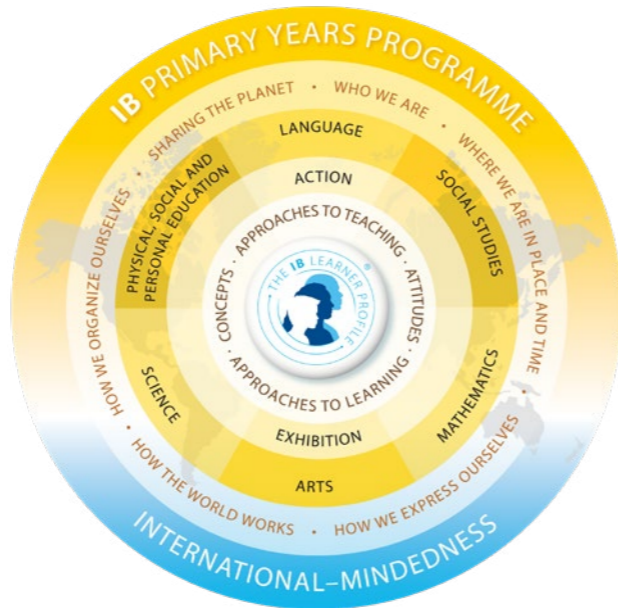 IB PRIMARY YEARS PROGRAMME
SHARING THE PLANET • WHO WE ARE • WHERE WE ARE IN PLACE AND TIME • HOW WE EXPRESS OURSELVES • HOW THE WORLD WORKS • HOW WE ORGANIZE OURSELVES •
LANGUAGE
SOCIAL STUDIES
MATHEMATICS
ARTS
SCIENCE
PHYSICAL, SOCIAL AND
PERSONAL EDUCATION
ACTION
EXHIBITION
APPROACHES TO TEACHING · ATTITUDES · APPROACHES TO LEARNING · CONCEPTS ·
• THE IB LEARNER PROFILE •
®
INTERNATIONAL–MINDEDNESS